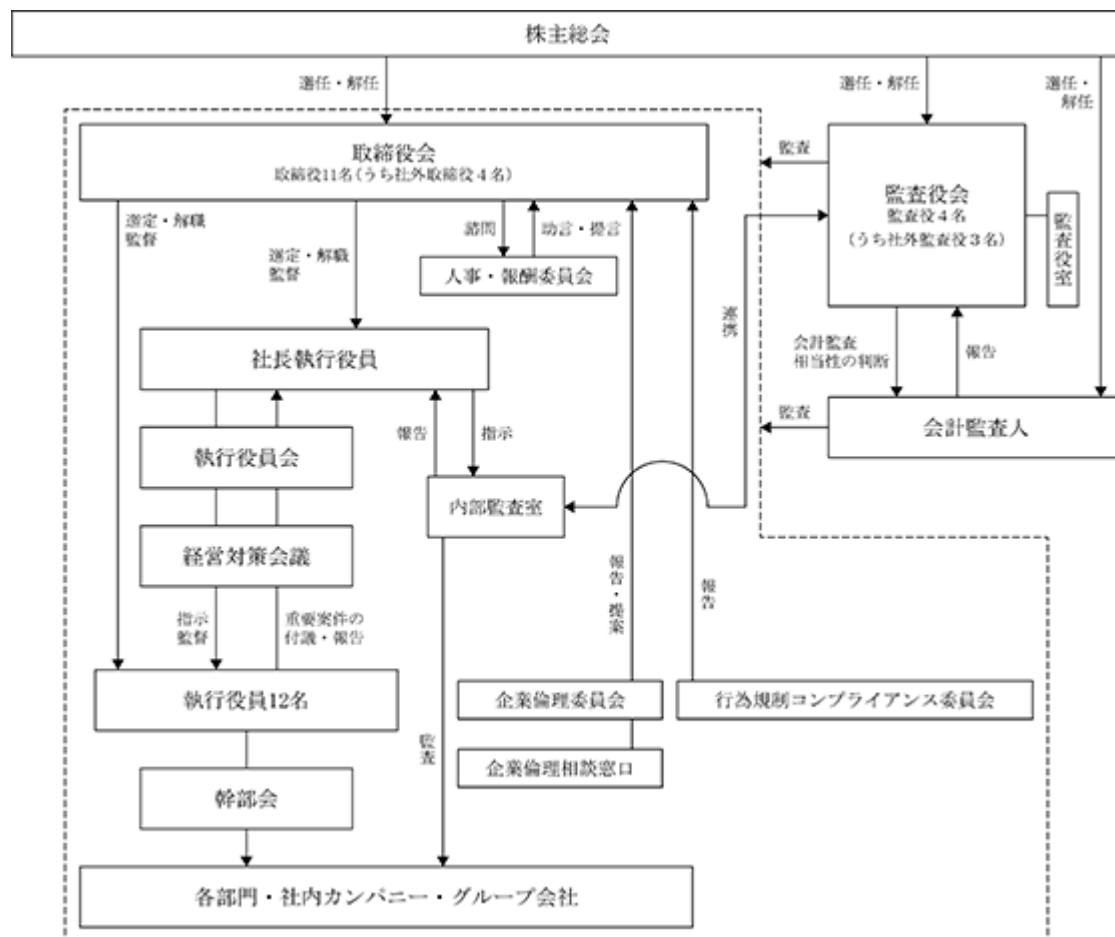 株主総会
選任・解任
選任・解任
選任・
解任
取締役会
取締役11名(うち社外取締役4名)
監査
監査役会
監査役4名
(うち社外監査役3名)
監査役室
選定・解職
監督
選定・解職
監督
諮問
助言・提言
人事・報酬委員会
連携
会計監査
相当性の判断
報告
社長執行役員
監査
会計監査人
執行役員会
報告
指示
内部監査室
経営対策会議
報告・提案
報告
指示
監督
重要案件の
付議・報告
執行役員12名
企業倫理委員会
行為規制コンプライアンス委員会
監査
企業倫理相談窓口
幹部会
各部門・社内カンパニー・グループ会社